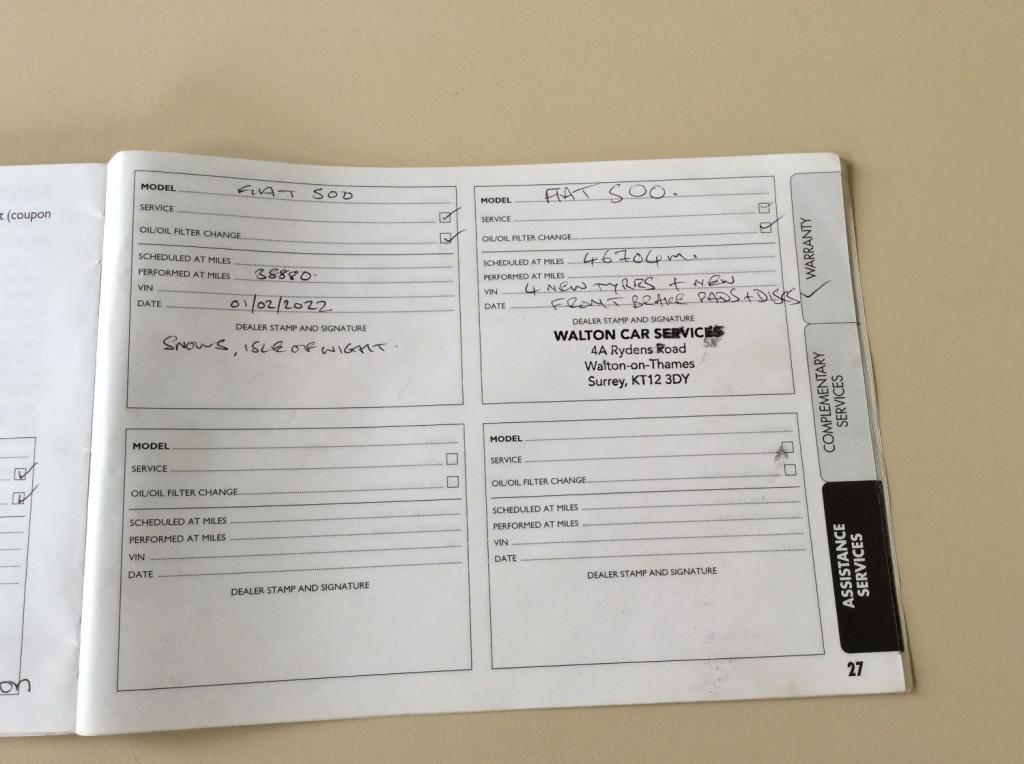 t (coupon
on
MODEL FIAT 500
SERVICE
OIL/OIL FILTER CHANGE
SCHEDULED AT MILES
PERFORMED AT MILES 38880.
VIN
DATE 01/02/2022
DEALER STAMP AND SIGNATURE
SNOWS, ISLE OF WIGHT.
MODEL FIAT 500.
SERVICE
OIL/OIL FILTER CHANGE
SCHEDULED AT MILES 46704m.
PERFORMED AT MILES
VIN 4 NEW TYRES + NEW
DATE FRONT BRAKE PADS + DISKS
DEALER STAMP AND SIGNATURE
WALTON CAR SERVICES
4A Rydens Road
Walton-on-Thames
Surrey, KT12 3DY
MODEL
SERVICE
OIL/OIL FILTER CHANGE
SCHEDULED AT MILES
PERFORMED AT MILES
VIN
DATE
DEALER STAMP AND SIGNATURE
MODEL
SERVICE
OIL/OIL FILTER CHANGE
SCHEDULED AT MILES
PERFORMED AT MILES
VIN
DATE
DEALER STAMP AND SIGNATURE
WARRANTY
COMPLEMENTARY
SERVICES
ASSISTANCE
SERVICES
27